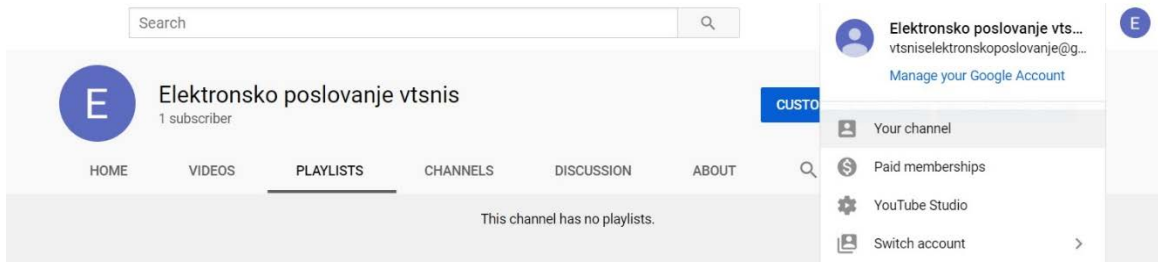 Search
E
Elektronsko poslovanje vtsnis
1 subscriber
CUSTO
HOME VIDEOS PLAYLISTS CHANNELS DISCUSSION ABOUT
This channel has no playlists.
Elektronsko poslovanje vts...
vtsniselektronskoposlovanje@g...
Manage your Google Account
Your channel
Paid memberships
YouTube Studio
Switch account
E